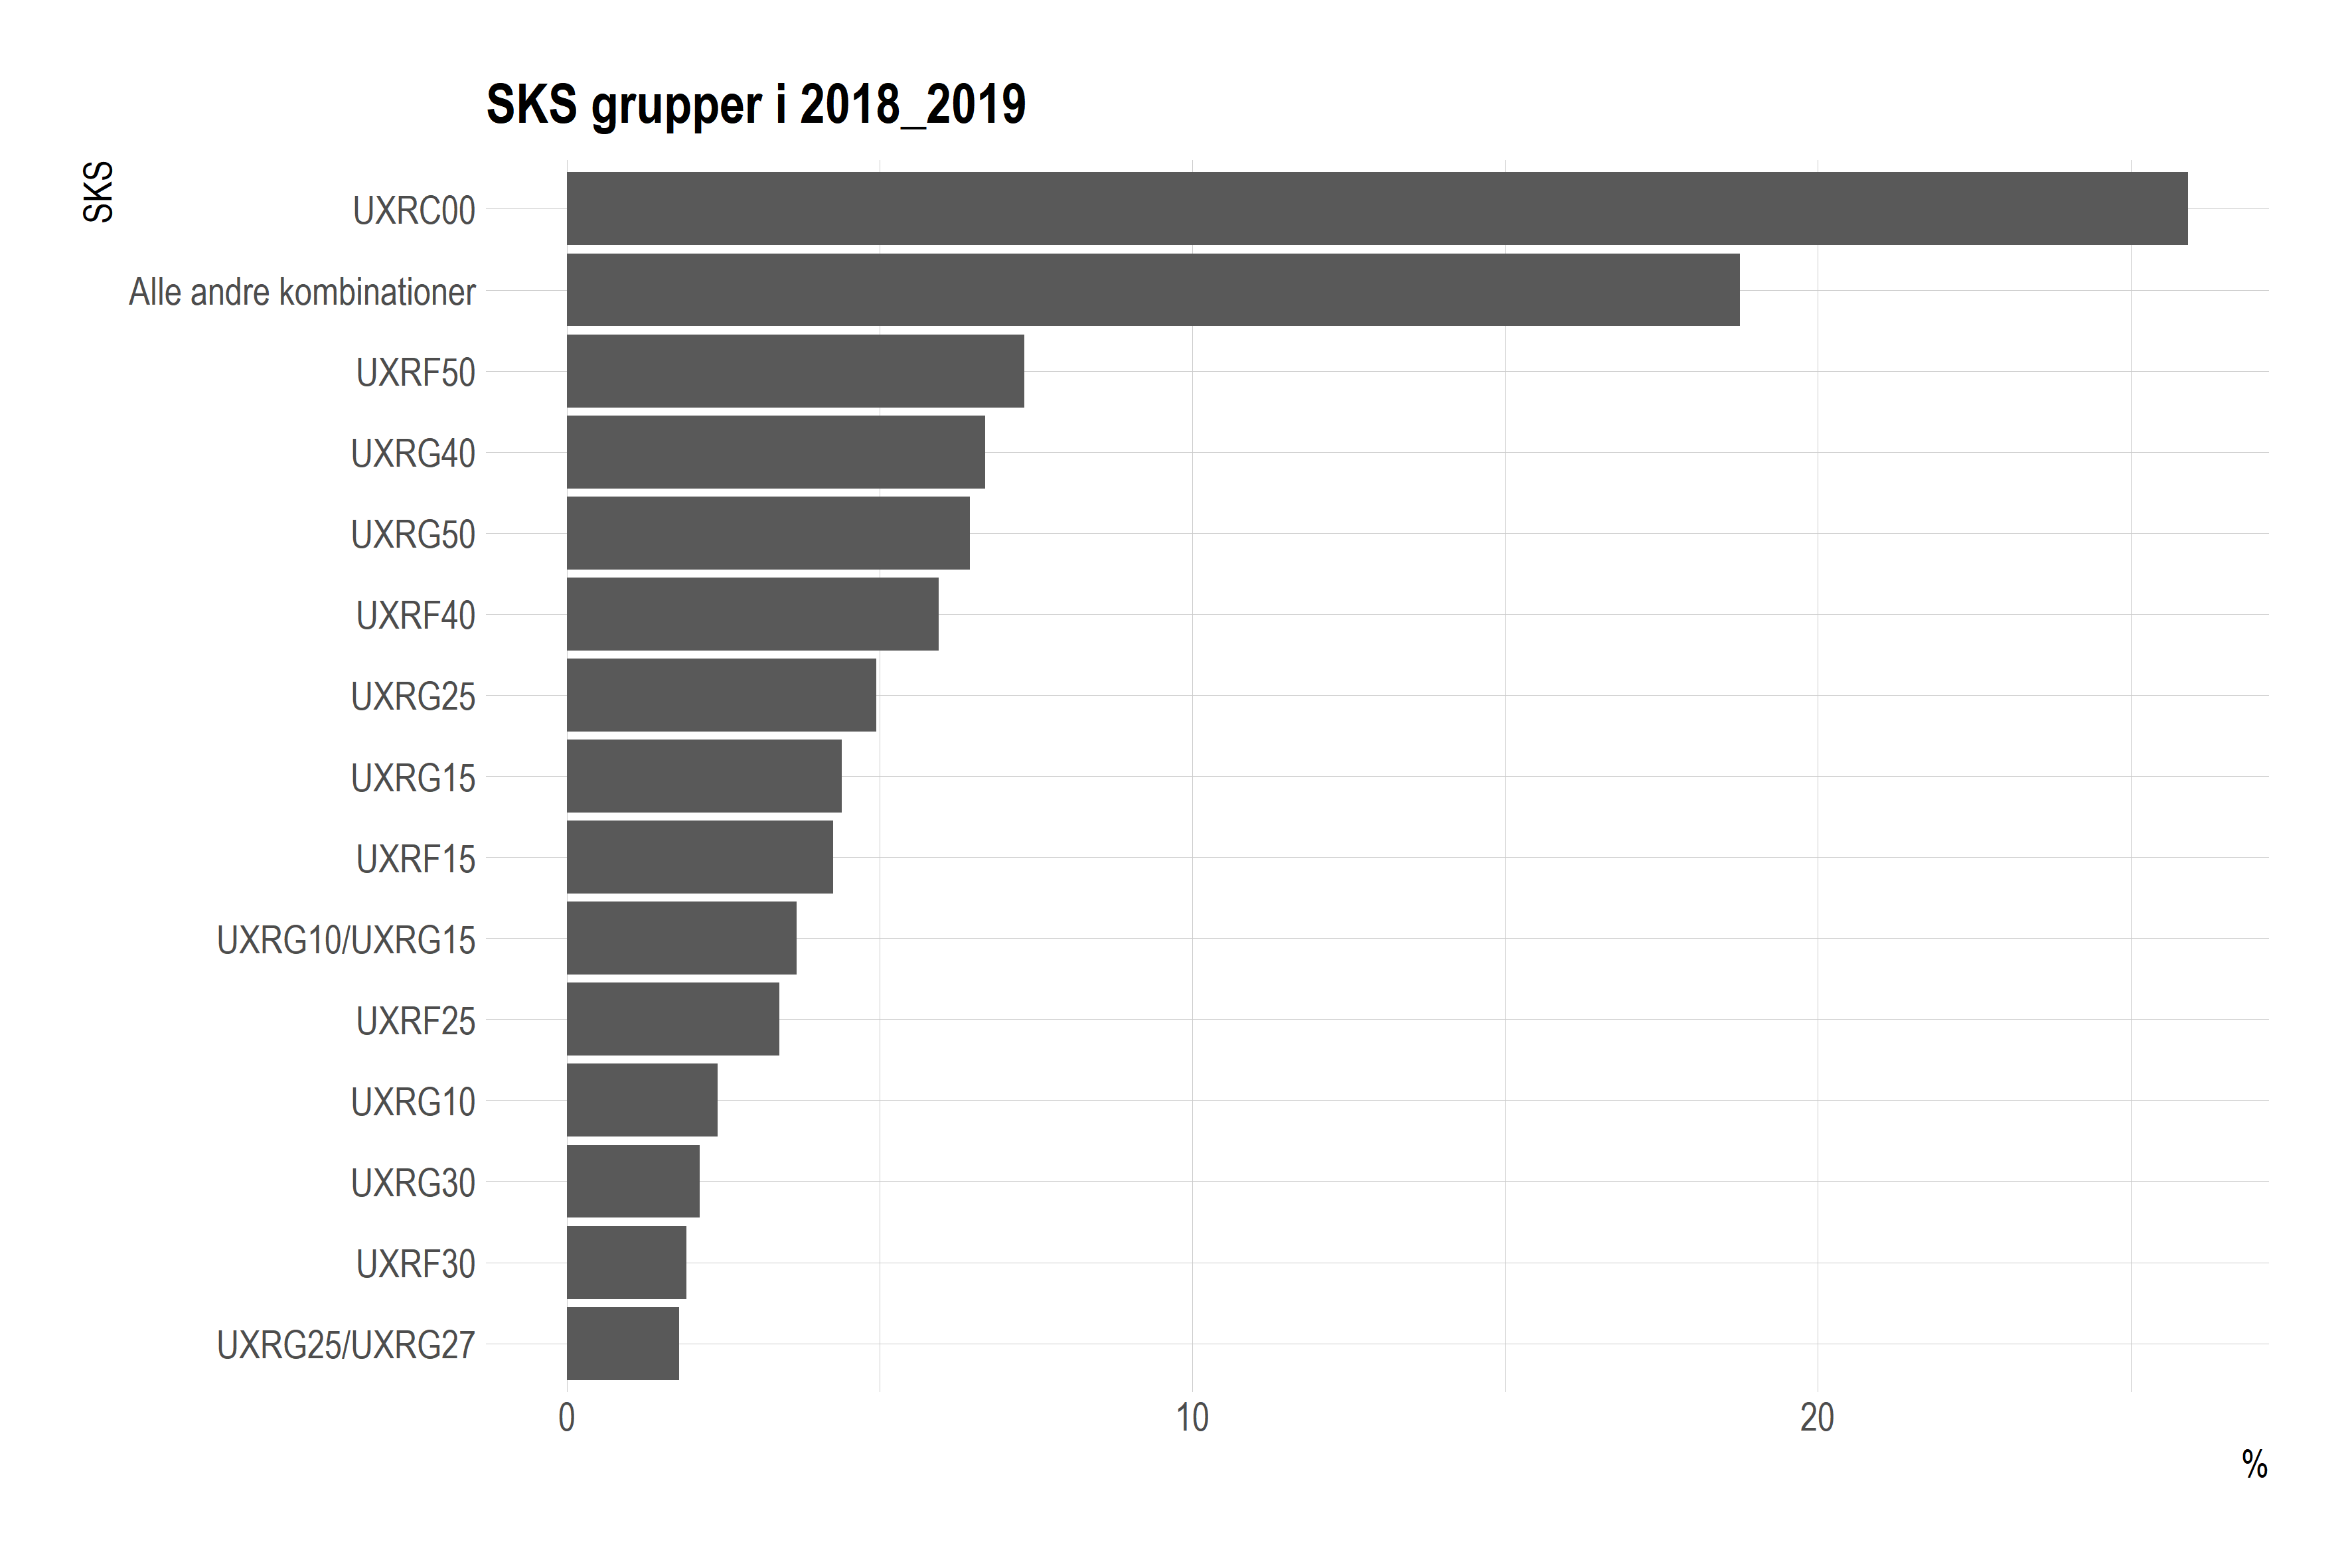 SKS grupper i 2018_2019
SKS
UXRC00
Alle andre kombinationer
UXRF50
UXRG40
UXRG50
UXRF40
UXRG25
UXRG15
UXRF15
UXRG10/UXRG15
UXRF25
UXRG10
UXRG30
UXRF30
UXRG25/UXRG27
0 10 20
%